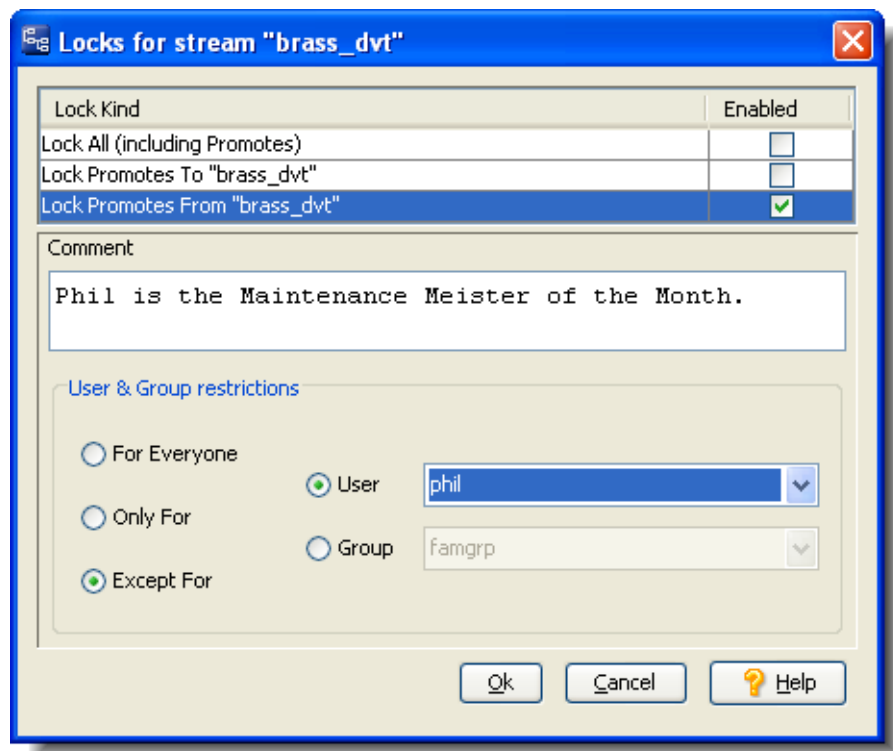 Locks for stream "brass_dvt"
Lock Kind Enabled
Lock All (including Promotes)
Lock Promotes To "brass_dvt"
Lock Promotes From "brass_dvt"
Comment
Phil is the Maintenance Meister of the Month.
User & Group restrictions
For Everyone
User phil
Only For
Group famgrp
Except For
Ok Cancel Help